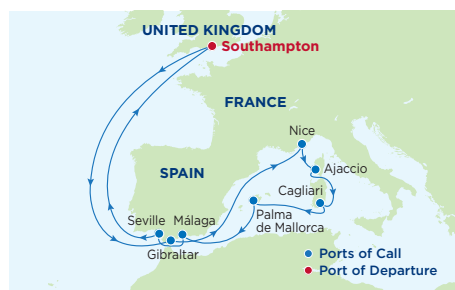 UNITED KINGDOM
Southampton
FRANCE
Nice
SPAIN
Ajaccio
Cagliari
Seville
Málaga
Palma
de Mallorca
Gibraltar
Ports of Call
Port of Departure